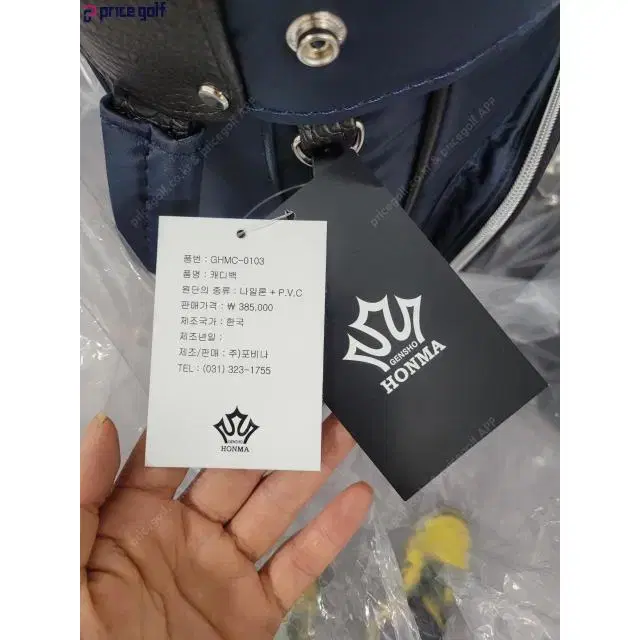 price golf
품번 : GHMC-0103
품명 : 캐디백
원단의 종류 : 나일론 + P.V.C
판매가격 : ₩ 385,000
제조국가 : 한국
제조년월 :
제조/판매 : 주)포비나
TEL : (031) 323-1755
GENSHO
HONMA
GENSHO
HONMA